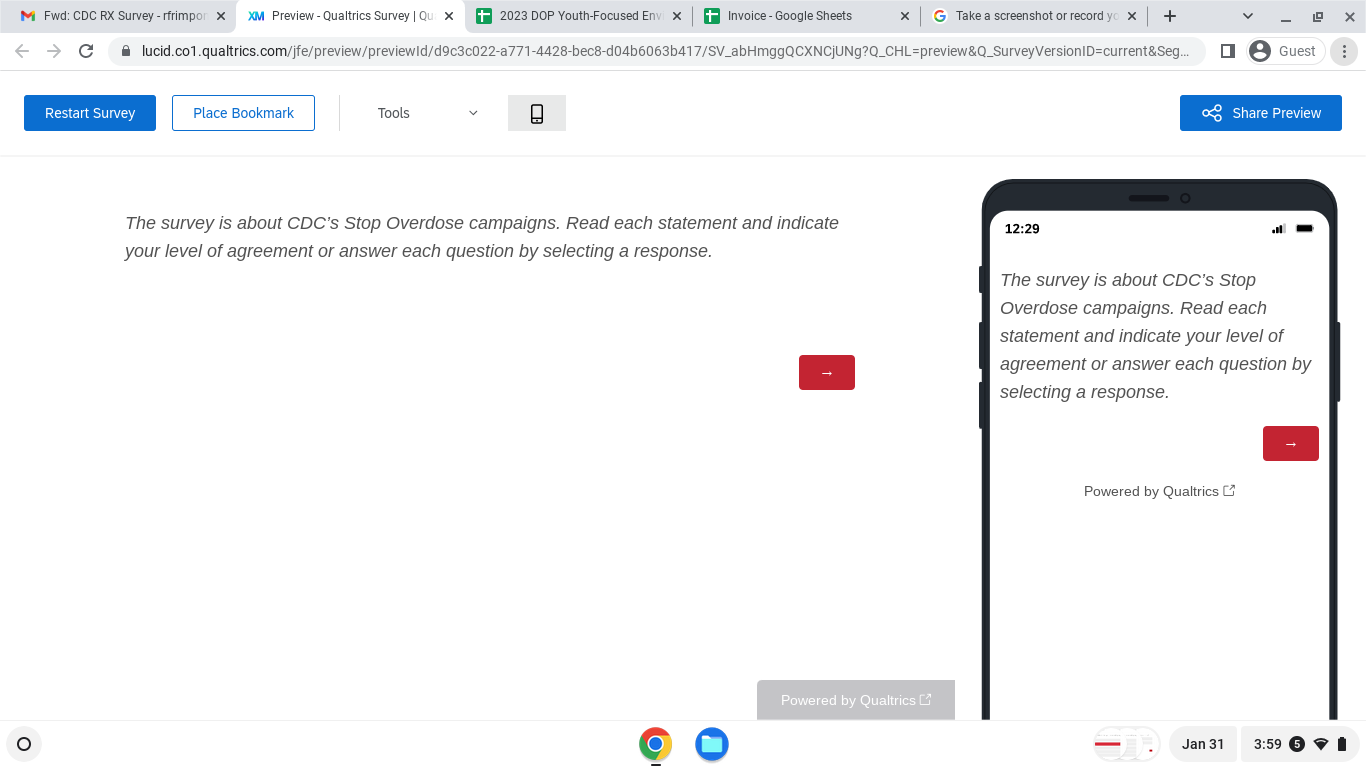 Fwd: CDC RX Survey - rfrimpor
Preview - Qualtrics Survey | Qu
2023 DOP Youth-Focused Envi
Invoice - Google Sheets
Take a screenshot or record yo
lucid.co1.qualtrics.com/jfe/preview/previewId/d9c3c022-a771-4428-bec8-d04b6063b417/SV_abHmggQCXNCjUNg?Q_CHL=preview&Q_SurveyVersionID=current&Seg...
Guest
Restart Survey
Place Bookmark
Tools
Share Preview
The survey is about CDC’s Stop Overdose campaigns. Read each statement and indicate
your level of agreement or answer each question by selecting a response.
→
Powered by Qualtrics
12:29
The survey is about CDC’s Stop
Overdose campaigns. Read each
statement and indicate your level of
agreement or answer each question by
selecting a response.
→
Powered by Qualtrics
Jan 31
3:59
5